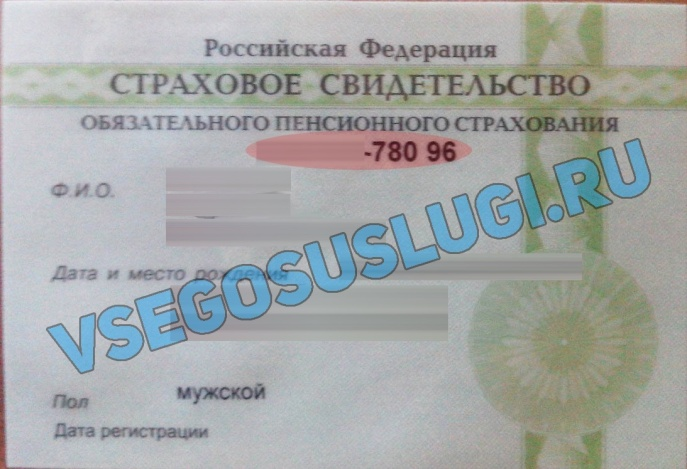 Российская Федерация
СТРАХОВОЕ СВИДЕТЕЛЬСТВО
ОБЯЗАТЕЛЬНОГО ПЕНСИОННОГО СТРАХОВАНИЯ
-780 96
Ф.И.О.
VSEGOSUSLUGI.RU
Дата и место рождения
Пол мужской
Дата регистрации